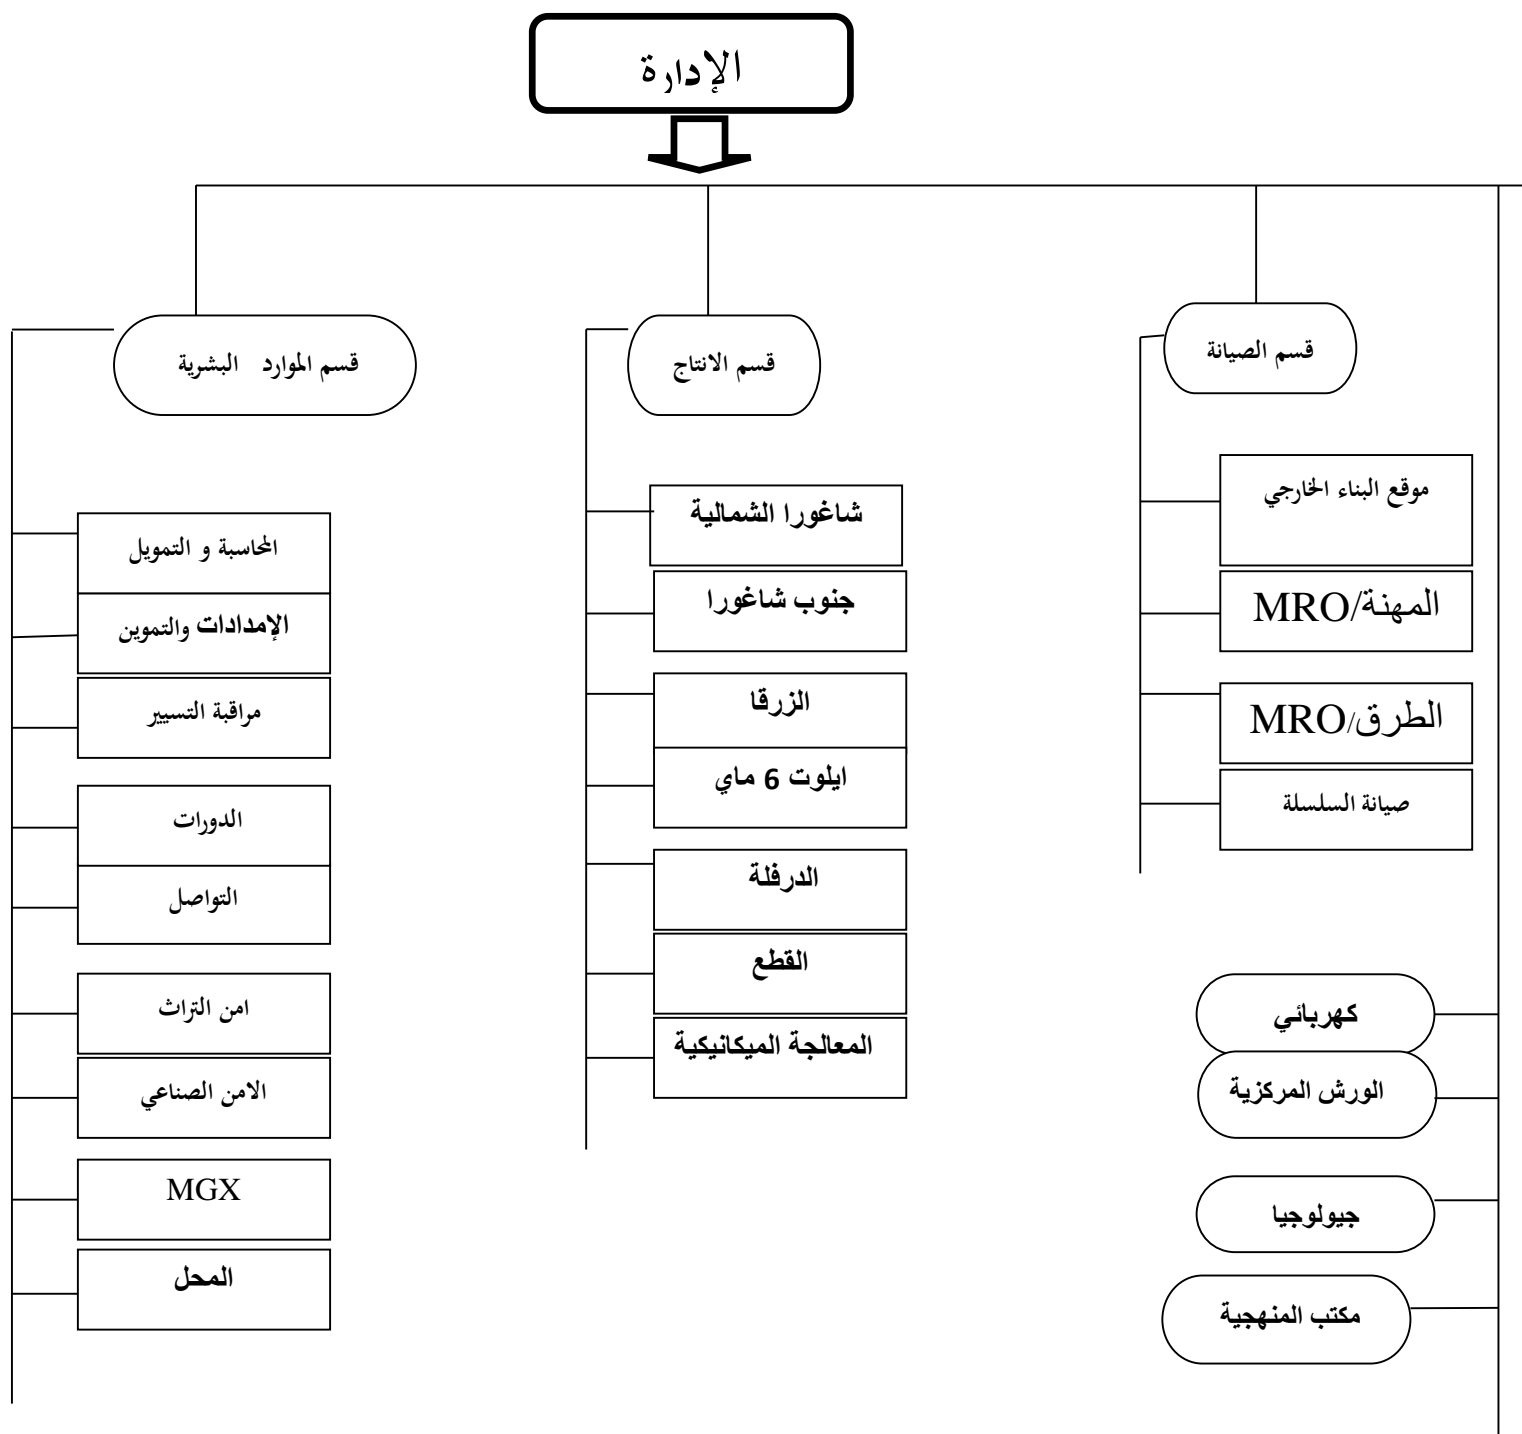 الإدارة
قسم الصيانة
قسم الانتاج
قسم الموارد البشرية
موقع البناء الخارجي
المهنة/MRO
الطرق/MRO
صيانة السلسلة
كهربائي
الورش المركزية
جيولوجيا
مكتب المنهجية
شاغورا الشمالية
جنوب شاغورا
الزرقا
ايلوت 6 ماي
الدرفلة
القطع
المعالجة الميكانيكية
المحاسبة و التمويل
الإمدادات والتموين
مراقبة التسيير
الدورات
التواصل
امن التراث
الامن الصناعي
MGX
المحل